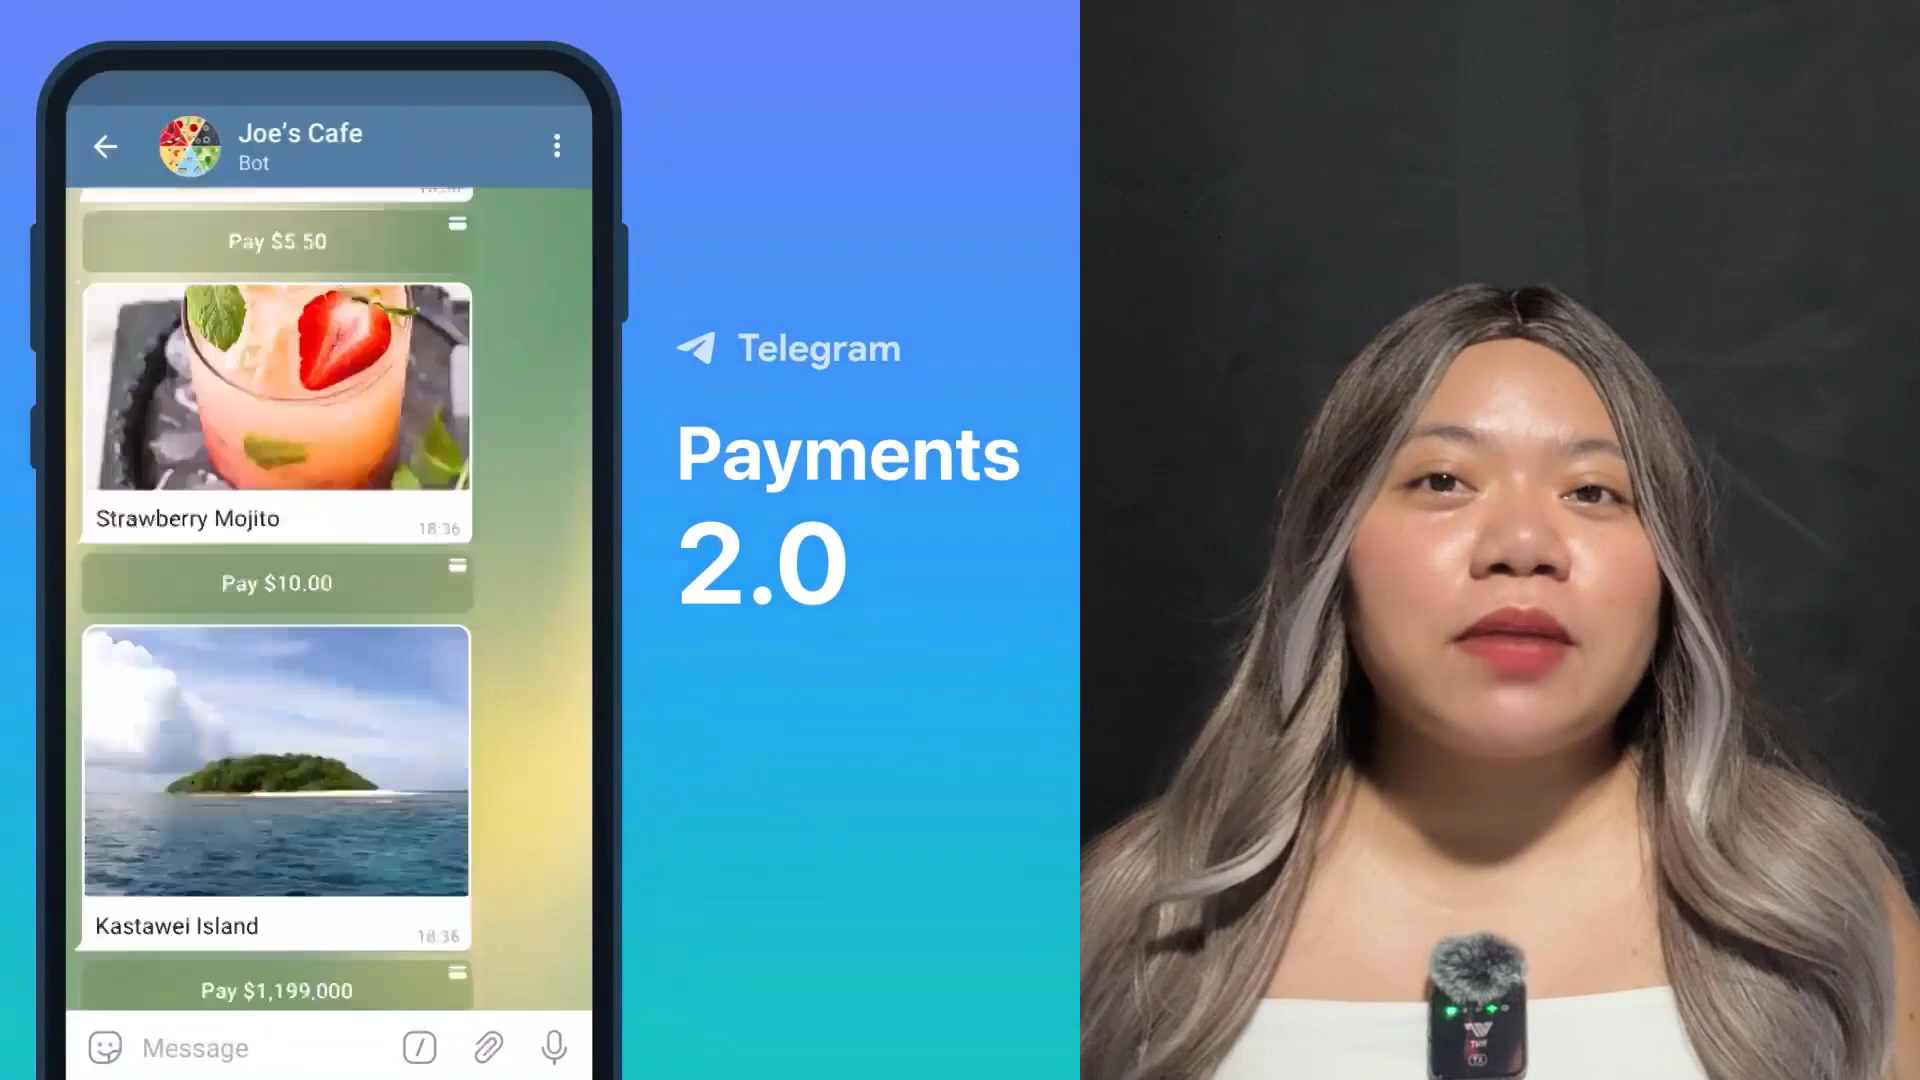 Joe's Cafe
Bot
Pay $5.50
Strawberry Mojito
18:36
Pay $10.00
Kastawei Island
18:36
Pay $1,199,000
Message
Telegram
Payments
2.0
TX